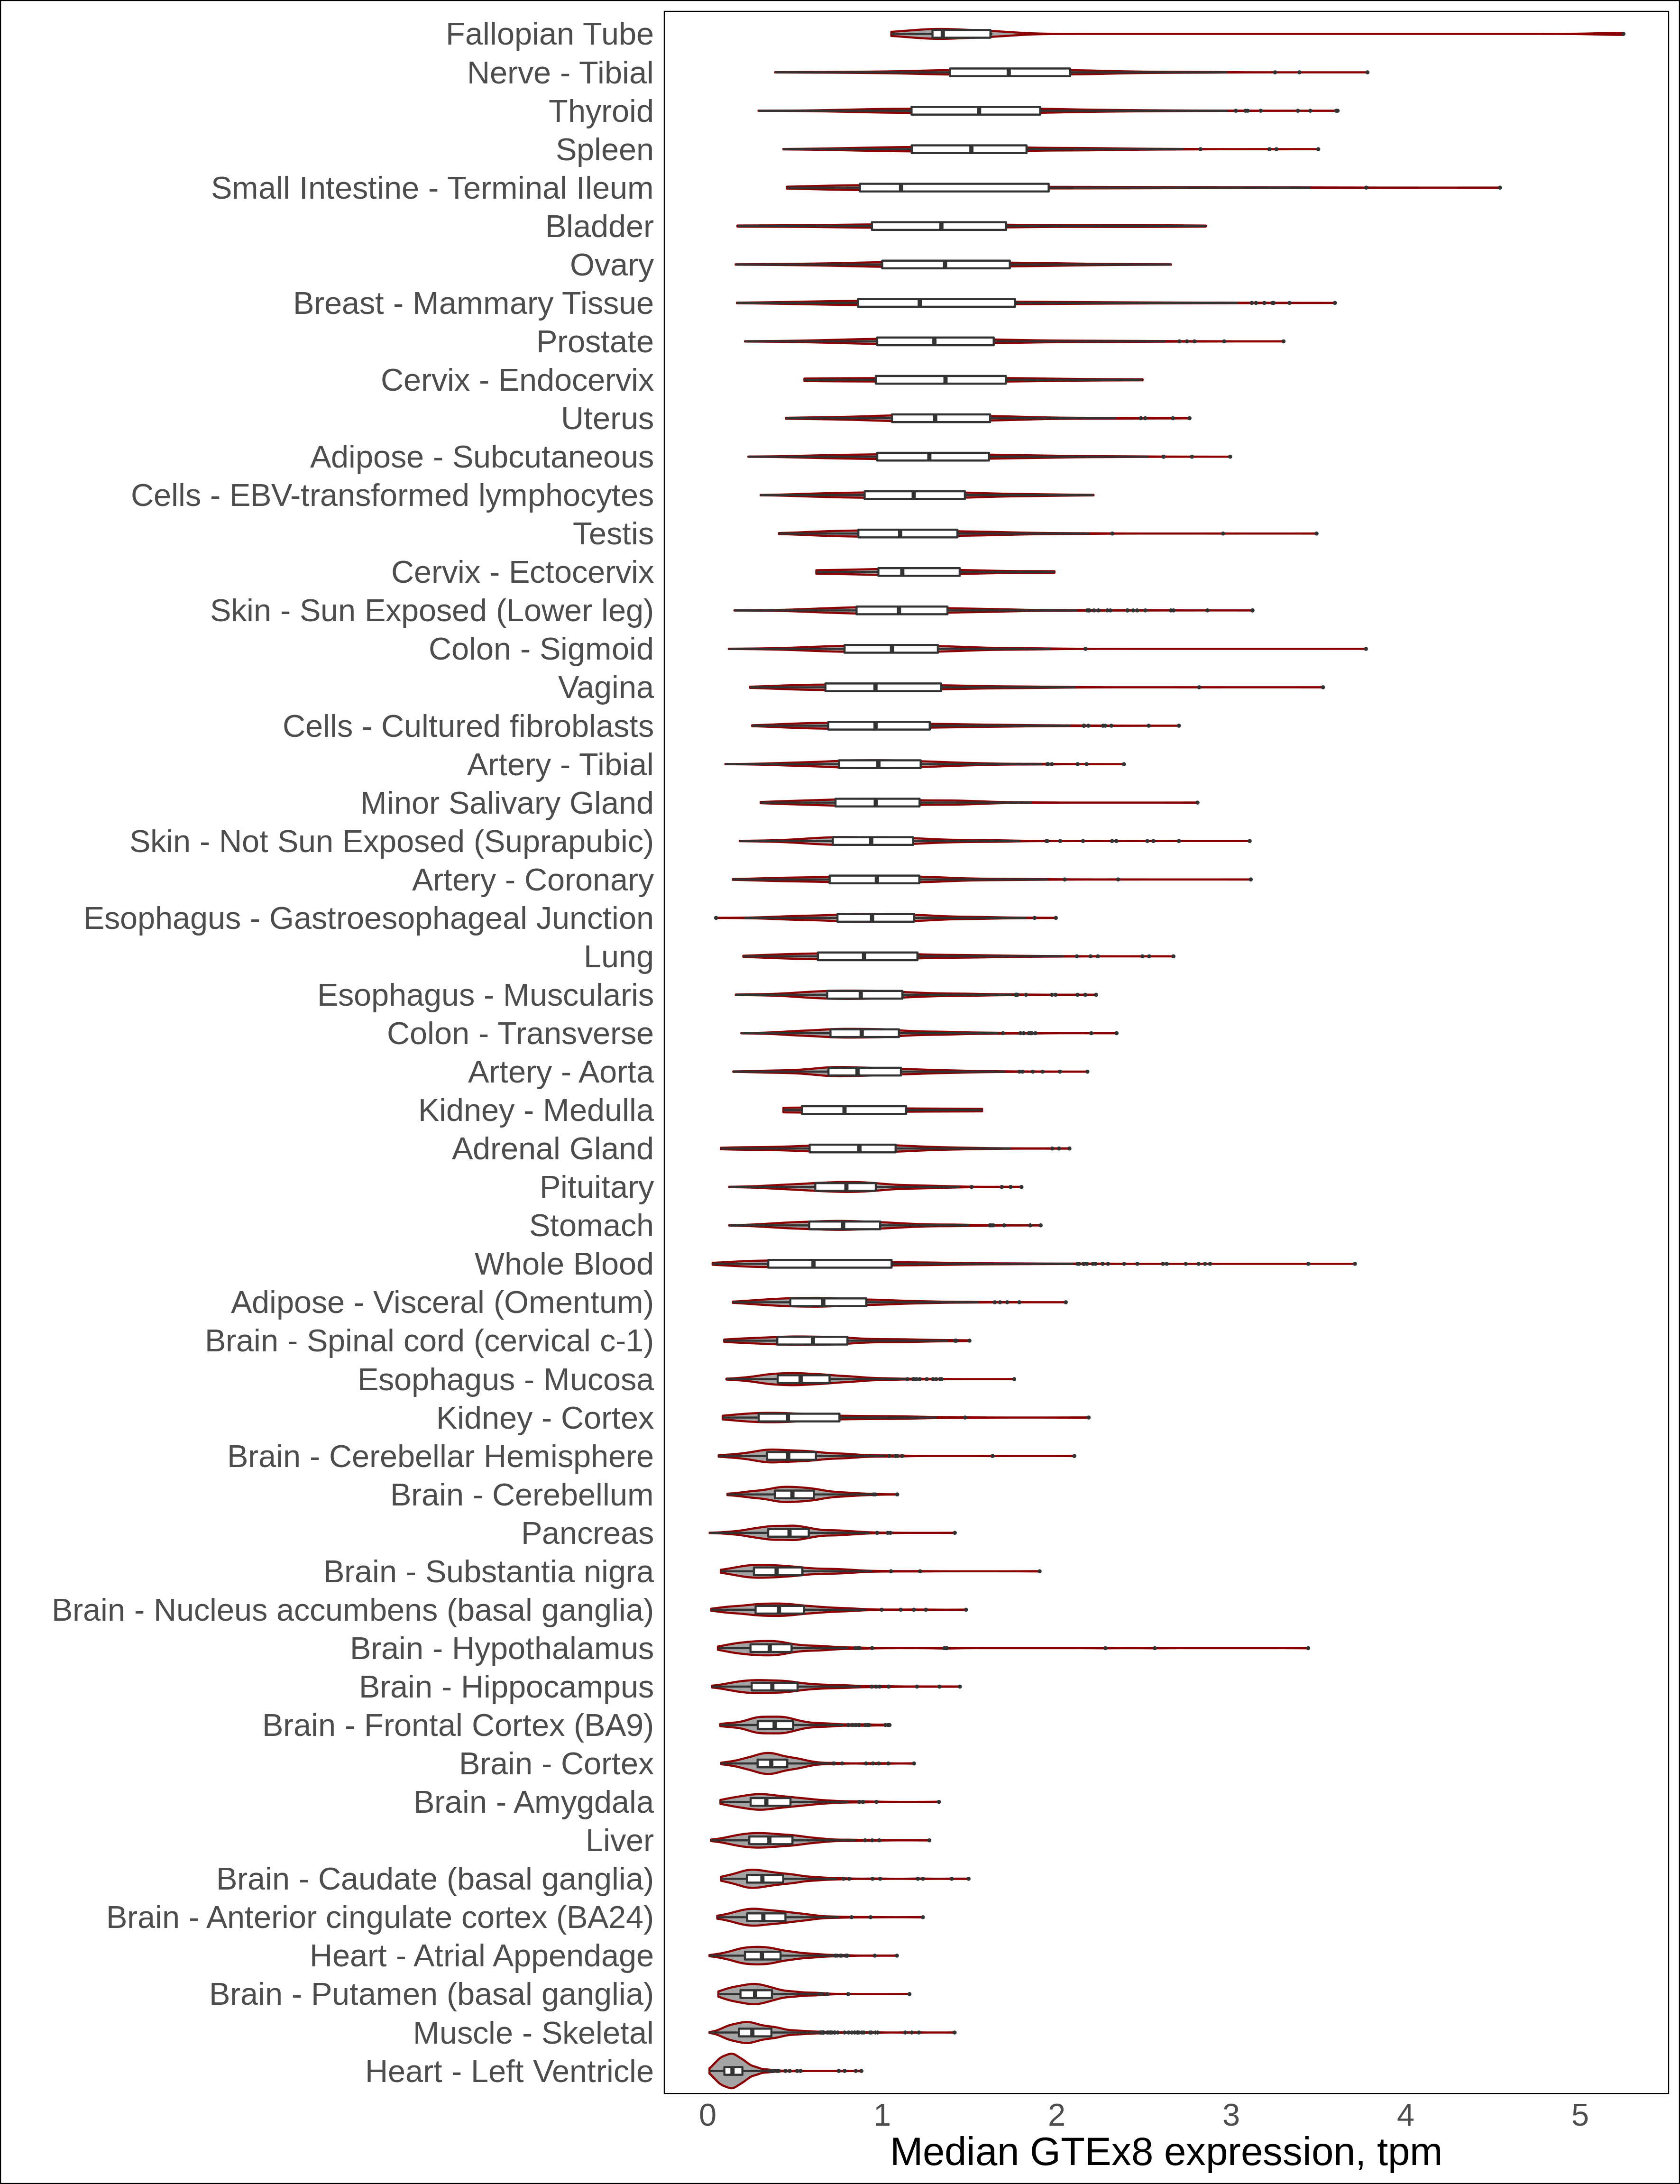 Fallopian Tube
Nerve - Tibial
Thyroid
Spleen
Small Intestine - Terminal Ileum
Bladder
Ovary
Breast - Mammary Tissue
Prostate
Cervix - Endocervix
Uterus
Adipose - Subcutaneous
Cells - EBV-transformed lymphocytes
Testis
Cervix - Ectocervix
Skin - Sun Exposed (Lower leg)
Colon - Sigmoid
Vagina
Cells - Cultured fibroblasts
Artery - Tibial
Minor Salivary Gland
Skin - Not Sun Exposed (Suprapubic)
Artery - Coronary
Esophagus - Gastroesophageal Junction
Lung
Esophagus - Muscularis
Colon - Transverse
Artery - Aorta
Kidney - Medulla
Adrenal Gland
Pituitary
Stomach
Whole Blood
Adipose - Visceral (Omentum)
Brain - Spinal cord (cervical c-1)
Esophagus - Mucosa
Kidney - Cortex
Brain - Cerebellar Hemisphere
Brain - Cerebellum
Pancreas
Brain - Substantia nigra
Brain - Nucleus accumbens (basal ganglia)
Brain - Hypothalamus
Brain - Hippocampus
Brain - Frontal Cortex (BA9)
Brain - Cortex
Brain - Amygdala
Liver
Brain - Caudate (basal ganglia)
Brain - Anterior cingulate cortex (BA24)
Heart - Atrial Appendage
Brain - Putamen (basal ganglia)
Muscle - Skeletal
Heart - Left Ventricle
0 1 2 3 4 5
Median GTEx8 expression, tpm